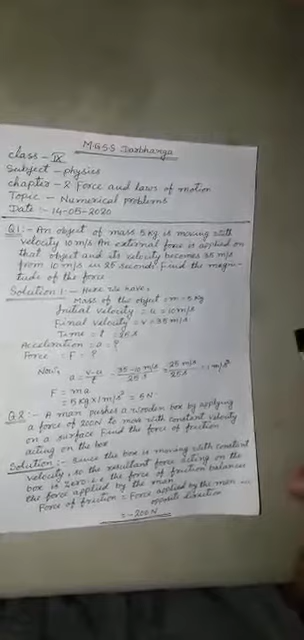 MGSS Darbhanga
class - IX
Subject - physics
chapter - 2 Force and laws of motion
Topic - Numerical problems
Date :- 14-05-2020
Q1:- An object of mass 5 kg is moving with
velocity 10 m/s. An external force is applied on
that object and its velocity becomes 35 m/s
from 10 m/s in 25 seconds. Find the magni-
tude of the force
Solution 1:- Here we have,
Mass of the object = m = 5 kg
Initial velocity = u = 10 m/s
Final velocity = v = 35 m/s
Time = t = 25 s
Acceleration = a = ?
Force = F = ?
Now, a = v-u/t = 35-10 m/s/25 s = 25 m/s/25 s = 1 m/s²
F = ma
= 5 kg x 1 m/s² = 5 N
Q2:- A man pushes a wooden box by applying
a force of 200N to move with constant velocity
on a surface. Find the force of friction
acting on the box
Solution:- Since the box is moving with constant
velocity, so the resultant force acting on the
box is zero i.e the force of friction balances
the force applied by the man
Force of friction = Force applied by the man
opposite direction
= -200N